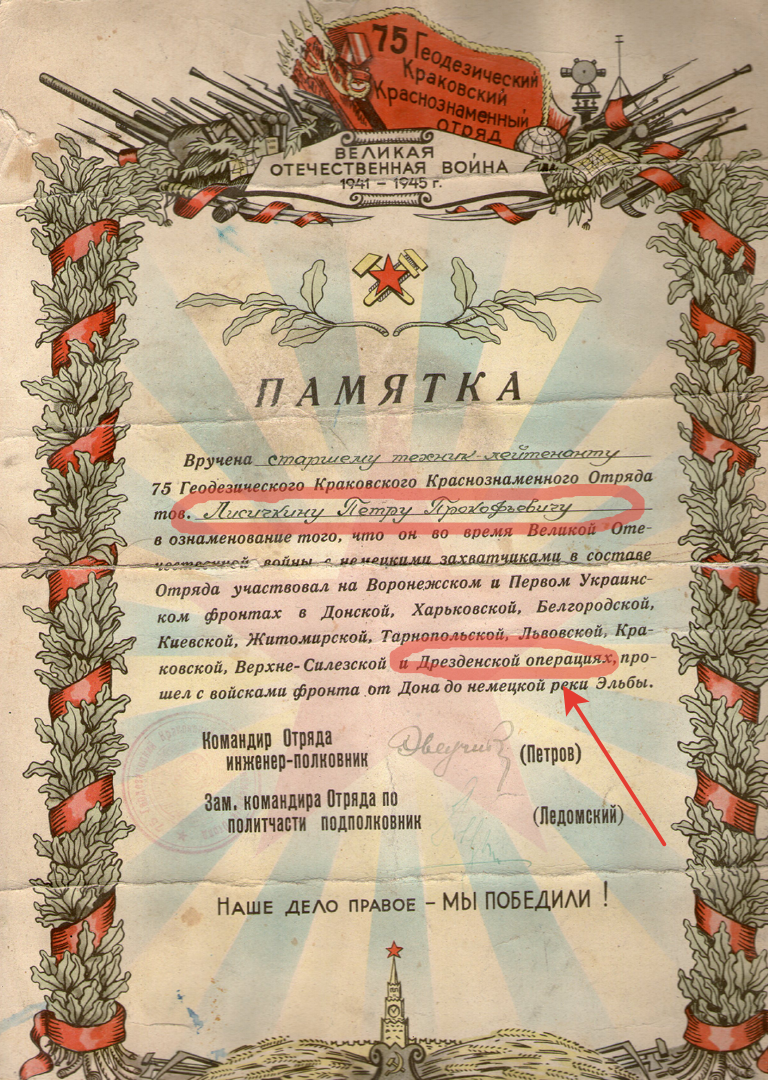 75 Геодезический
Краковский
Краснознаменный
отряд
ВЕЛИКАЯ
ОТЕЧЕСТВЕННАЯ ВОЙНА
1941 – 1945 г.
ПАМЯТКА
Вручена старшему техник-лейтенанту
75 Геодезического Краковского Краснознаменного Отряда
тов. Лисичкину Петру Прокофьевичу
в ознаменование того, что он во время Великой Оте-
чественной войны с немецкими захватчиками в составе
Отряда участвовал на Воронежском и Первом Украинс-
ком фронтах в Донской, Харьковской, Белгородской,
Киевской, Житомирской, Тарнопольской, Львовской, Кра-
ковской, Верхне-Силезской и Дрезденской операциях, про-
шел с войсками фронта от Дона до немецкой реки Эльбы.
Командир Отряда
инженер-полковник (Петров)
Зам. командира Отряда по
политчасти подполковник (Ледомский)
Наше дело правое – МЫ ПОБЕДИЛИ !